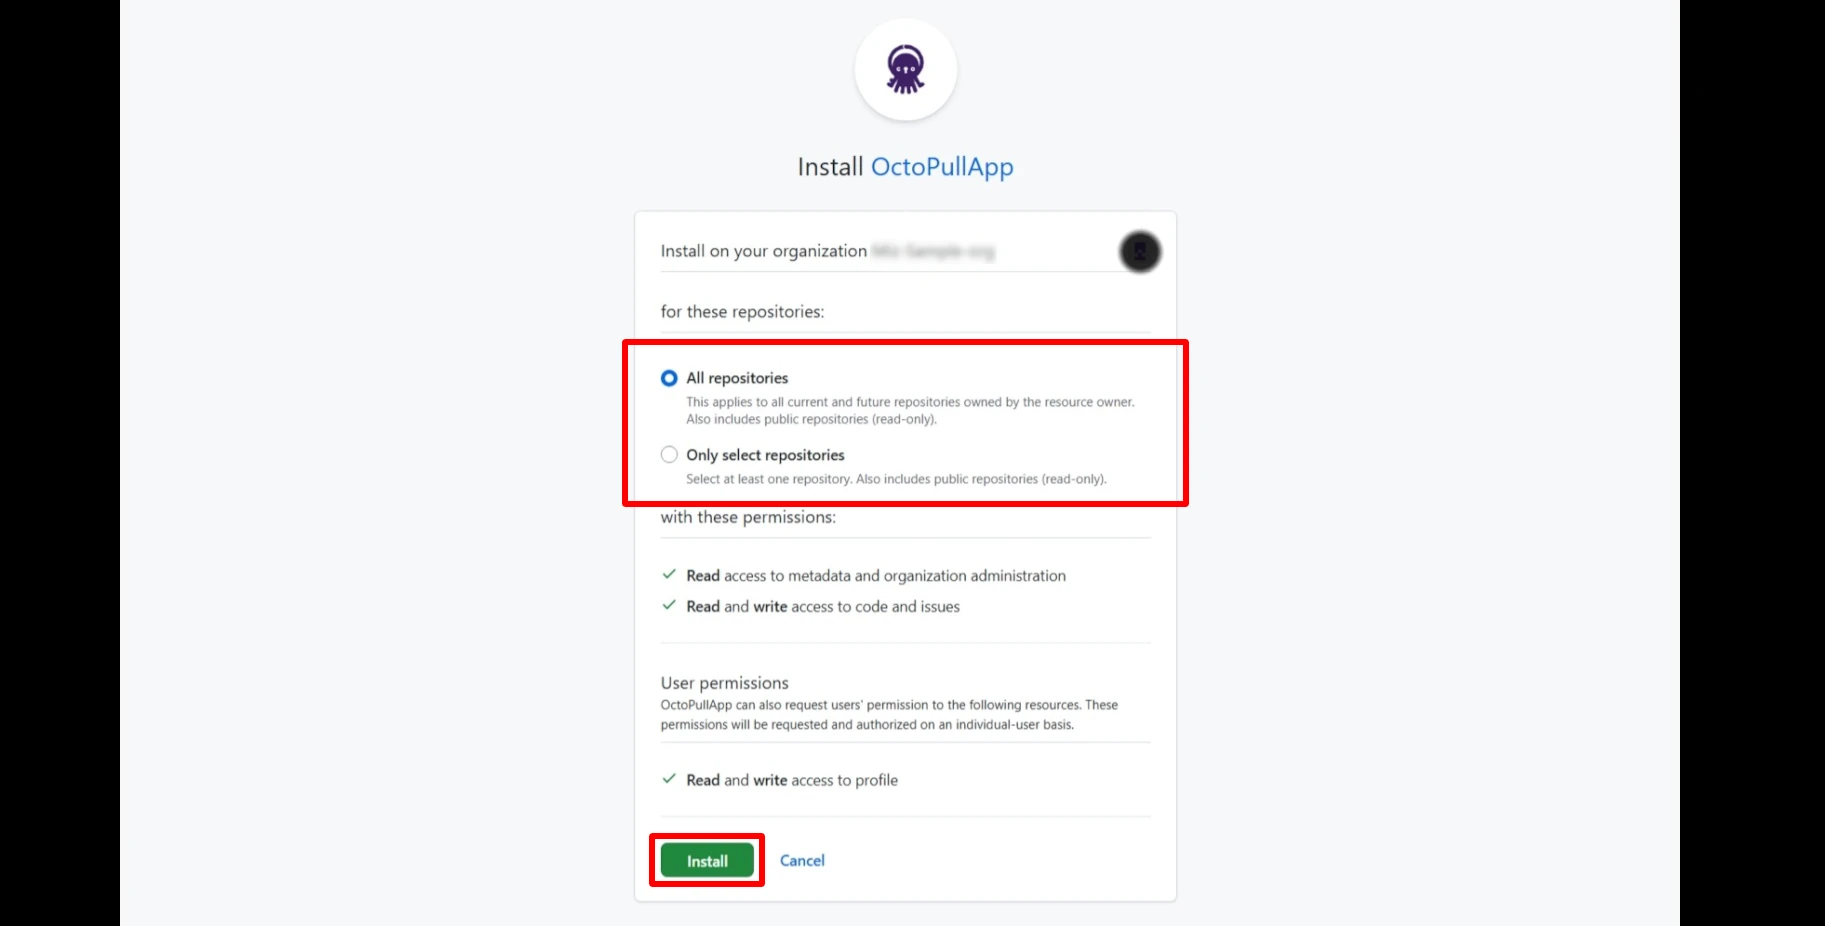 Install OctoPullApp
Install on your organization
for these repositories:
All repositories
This applies to all current and future repositories owned by the resource owner.
Also includes public repositories (read-only).
Only select repositories
Select at least one repository. Also includes public repositories (read-only).
with these permissions:
Read access to metadata and organization administration
Read and write access to code and issues
User permissions
OctoPullApp can also request users' permission to the following resources. These
permissions will be requested and authorized on an individual-user basis.
Read and write access to profile
Install Cancel